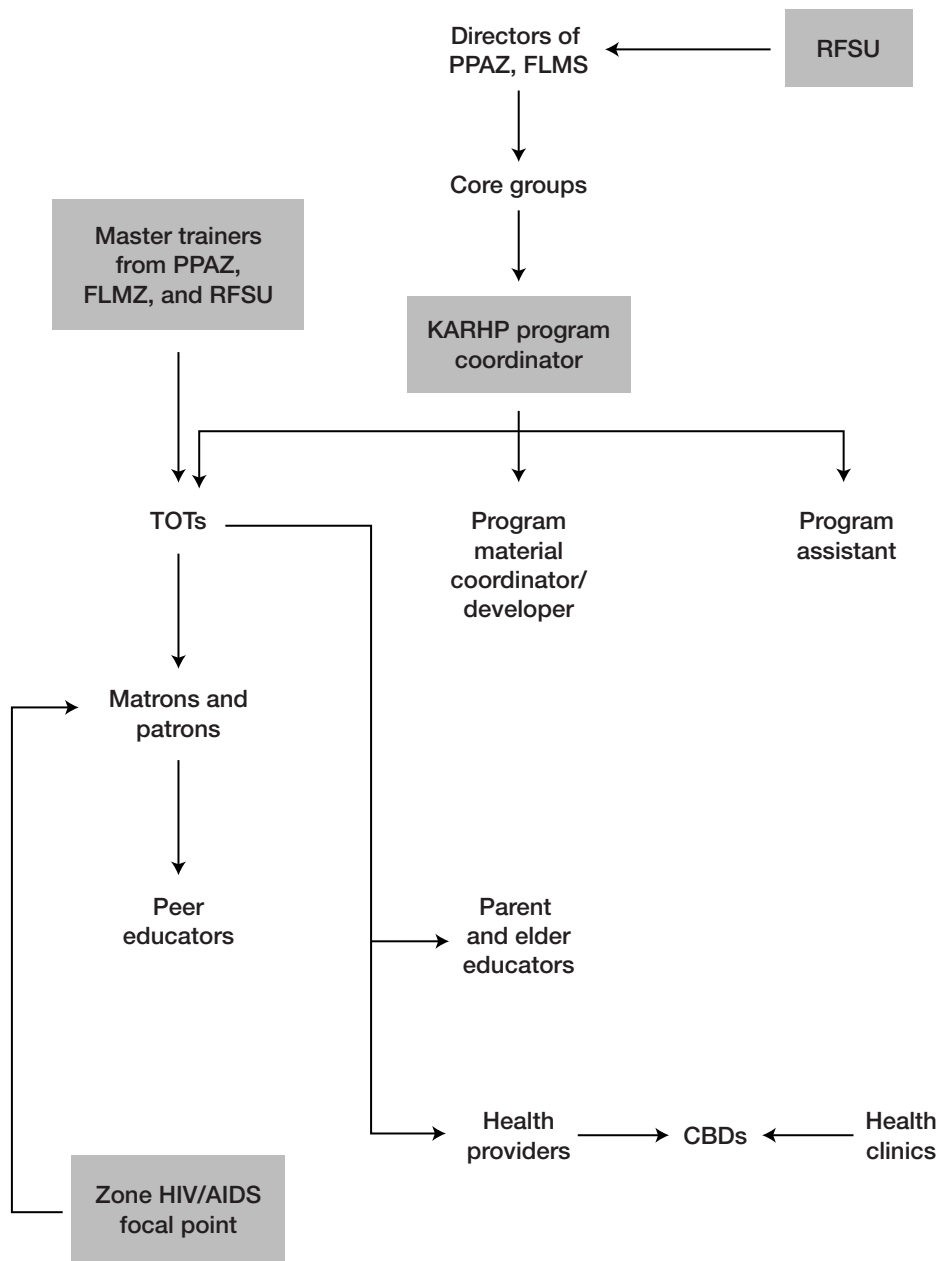 Directors of
PPAZ, FLMS
RFSU
Core groups
Master trainers
from PPAZ,
FLMZ, and RFSU
KARHP program
coordinator
TOTs
Program
material
coordinator/
developer
Program
assistant
Matrons and
patrons
Peer
educators
Parent
and elder
educators
Health
providers
CBDs
Health
clinics
Zone HIV/AIDS
focal point